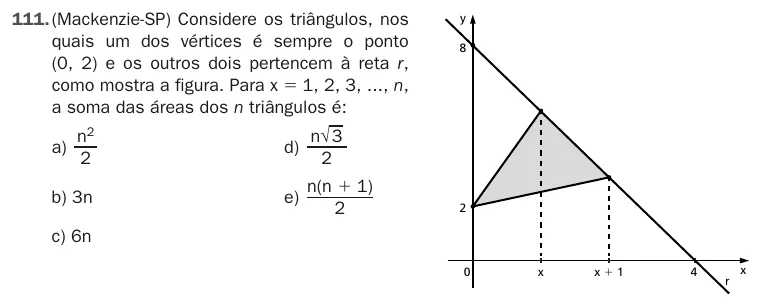 111. (Mackenzie-SP) Considere os triângulos, nos
quais um dos vértices é sempre o ponto
(0, 2) e os outros dois pertencem à reta r,
como mostra a figura. Para x = 1, 2, 3, ..., n,
a soma das áreas dos n triângulos é:
a) n²/2
d) n√3/2
b) 3n
e) n(n + 1)/2
c) 6n
y
8
2
0
x
x + 1
4
x
r